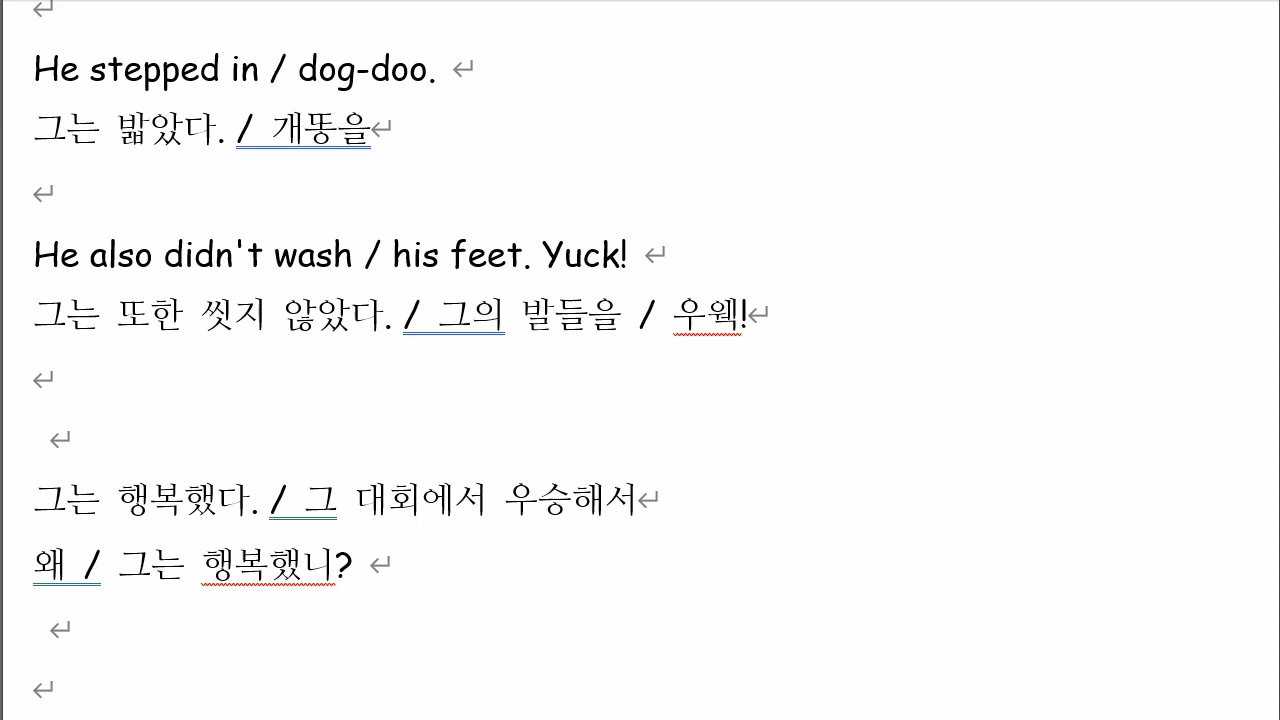 He stepped in / dog-doo.
그는 밟았다. / 개똥을
He also didn't wash / his feet. Yuck!
그는 또한 씻지 않았다. / 그의 발들을 / 우웩!
그는 행복했다. / 그 대회에서 우승해서
왜 / 그는 행복했니?